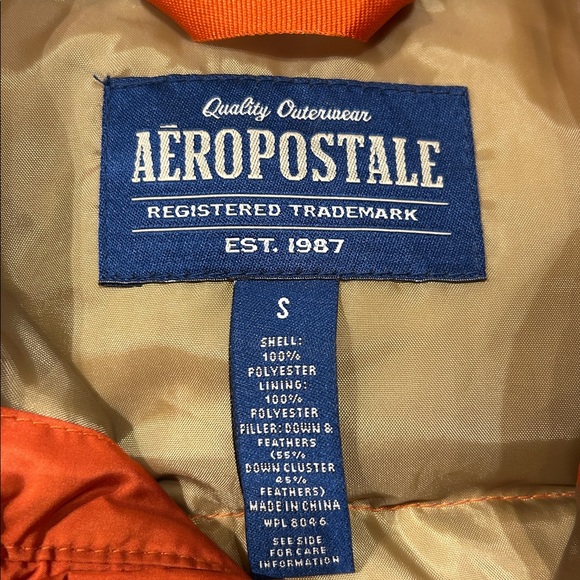 Quality Outerwear
AĒROPOSTALE
REGISTERED TRADEMARK
EST. 1987
S
SHELL:
100%
POLYESTER
LINING:
100%
POLYESTER
FILLER: DOWN &
FEATHERS
(55%
DOWN CLUSTER
45%
FEATHERS)
MADE IN CHINA
WPL 8046
SEE SIDE
FOR CARE
INFORMATION